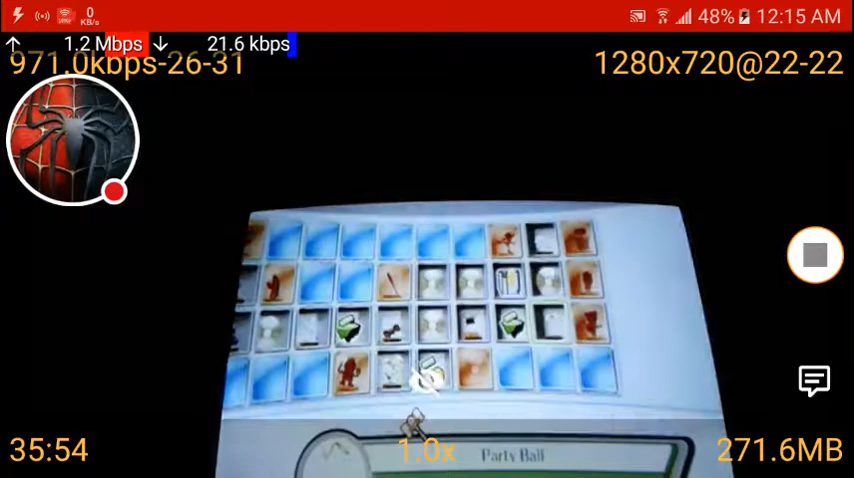 0
KB/s
48%
12:15 AM
1.2 Mbps
21.6 kbps
971.0kbps-26-31
1280x720@22-22
35:54
1.0x
271.6MB
Party Ball